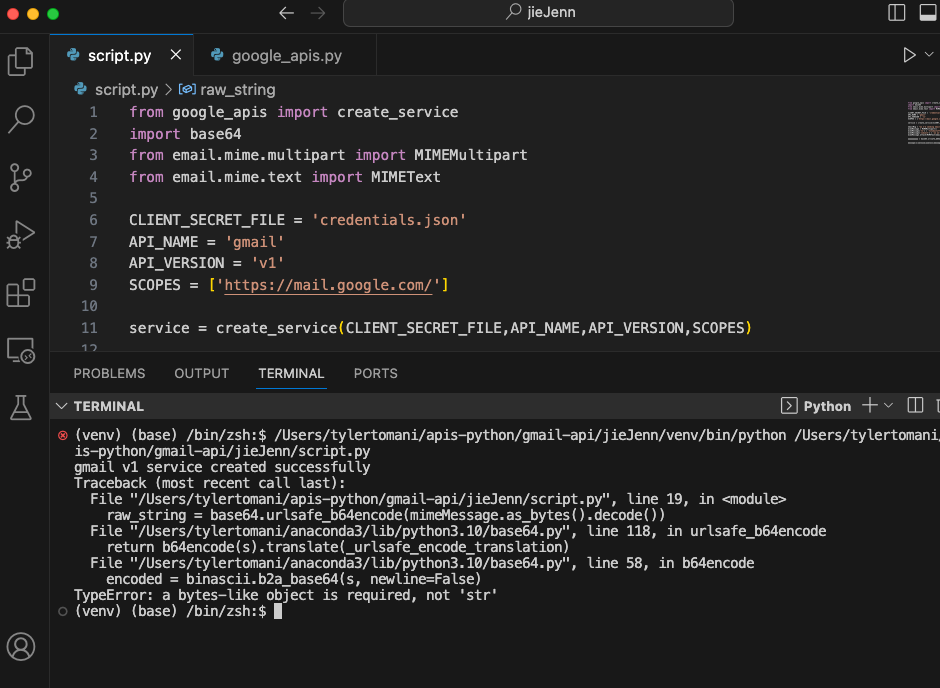 jieJenn
script.py
google_apis.py
script.py > raw_string
1 from google_apis import create_service
2 import base64
3 from email.mime.multipart import MIMEMultipart
4 from email.mime.text import MIMEText
5
6 CLIENT_SECRET_FILE = 'credentials.json'
7 API_NAME = 'gmail'
8 API_VERSION = 'v1'
9 SCOPES = ['https://mail.google.com/']
10
11 service = create_service(CLIENT_SECRET_FILE,API_NAME,API_VERSION,SCOPES)
12
PROBLEMS OUTPUT TERMINAL PORTS
TERMINAL
Python
(venv) (base) /bin/zsh:$ /Users/tylertomani/apis-python/gmail-api/jieJenn/venv/bin/python /Users/tylertomani/
is-python/gmail-api/jieJenn/script.py
gmail v1 service created successfully
Traceback (most recent call last):
  File "/Users/tylertomani/apis-python/gmail-api/jieJenn/script.py", line 19, in <module>
    raw_string = base64.urlsafe_b64encode(mimeMessage.as_bytes().decode())
  File "/Users/tylertomani/anaconda3/lib/python3.10/base64.py", line 118, in urlsafe_b64encode
    return b64encode(s).translate(_urlsafe_encode_translation)
  File "/Users/tylertomani/anaconda3/lib/python3.10/base64.py", line 58, in b64encode
    encoded = binascii.b2a_base64(s, newline=False)
TypeError: a bytes-like object is required, not 'str'
(venv) (base) /bin/zsh:$